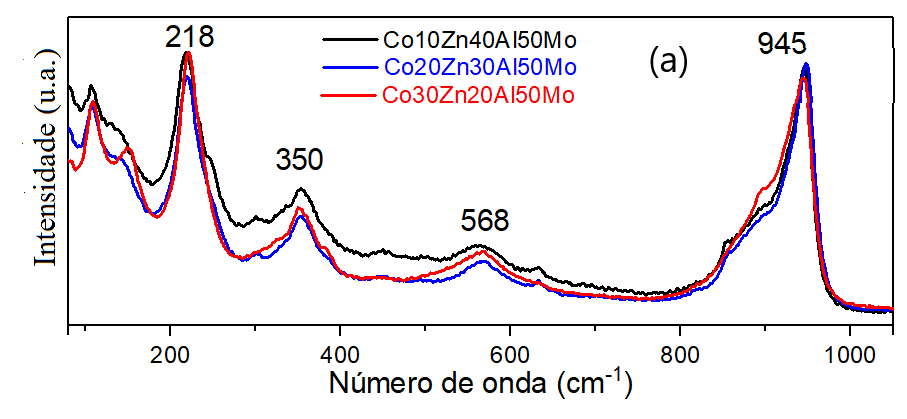 218
Co10Zn40Al50Mo
Co20Zn30Al50Mo
Co30Zn20Al50Mo
(a)
945
350
568
Intensidade (u.a.)
200
400
600
800
1000
Número de onda (cm⁻¹)